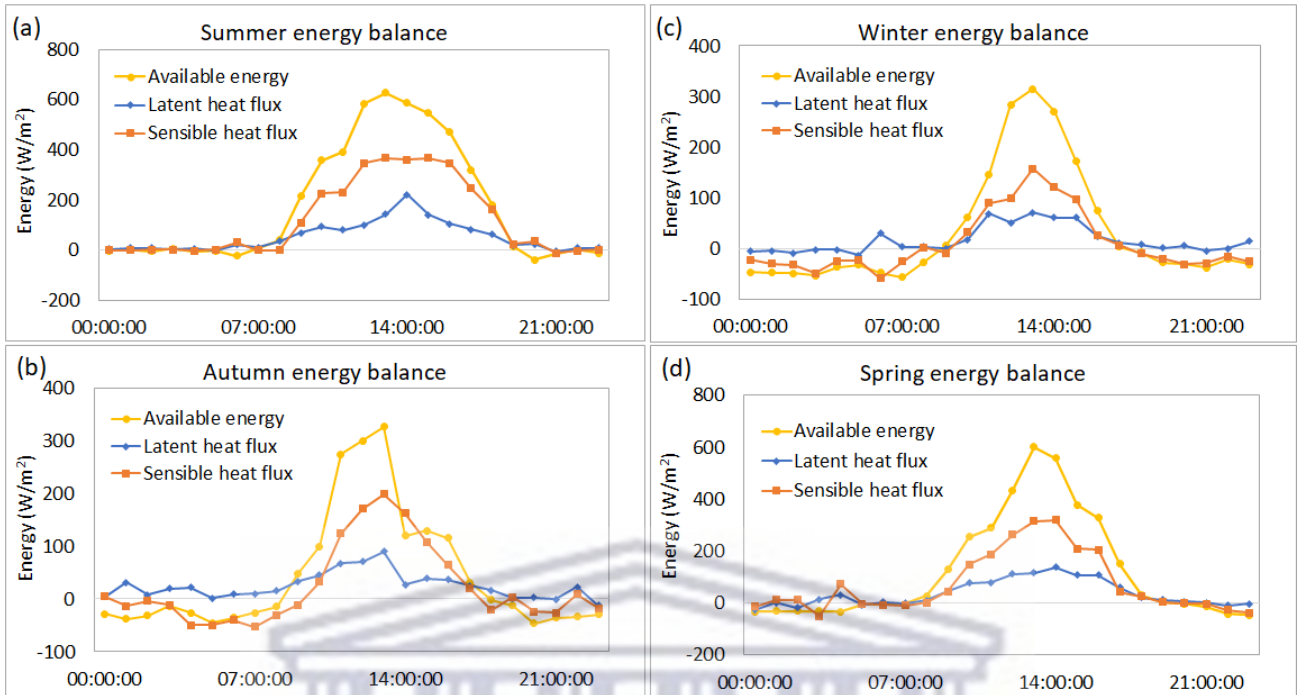 (a)
Summer energy balance
Energy (W/m²)
800
600
400
200
0
-200
Available energy
Latent heat flux
Sensible heat flux
00:00:00 07:00:00 14:00:00 21:00:00
(c)
Winter energy balance
Energy (W/m²)
400
300
200
100
0
-100
Available energy
Latent heat flux
Sensible heat flux
00:00:00 07:00:00 14:00:00 21:00:00
(b)
Autumn energy balance
Energy (W/m²)
400
300
200
100
0
-100
Available energy
Latent heat flux
Sensible heat flux
00:00:00 07:00:00 14:00:00 21:00:00
(d)
Spring energy balance
Energy (W/m²)
800
600
400
200
0
-200
Available energy
Latent heat flux
Sensible heat flux
00:00:00 07:00:00 14:00:00 21:00:00